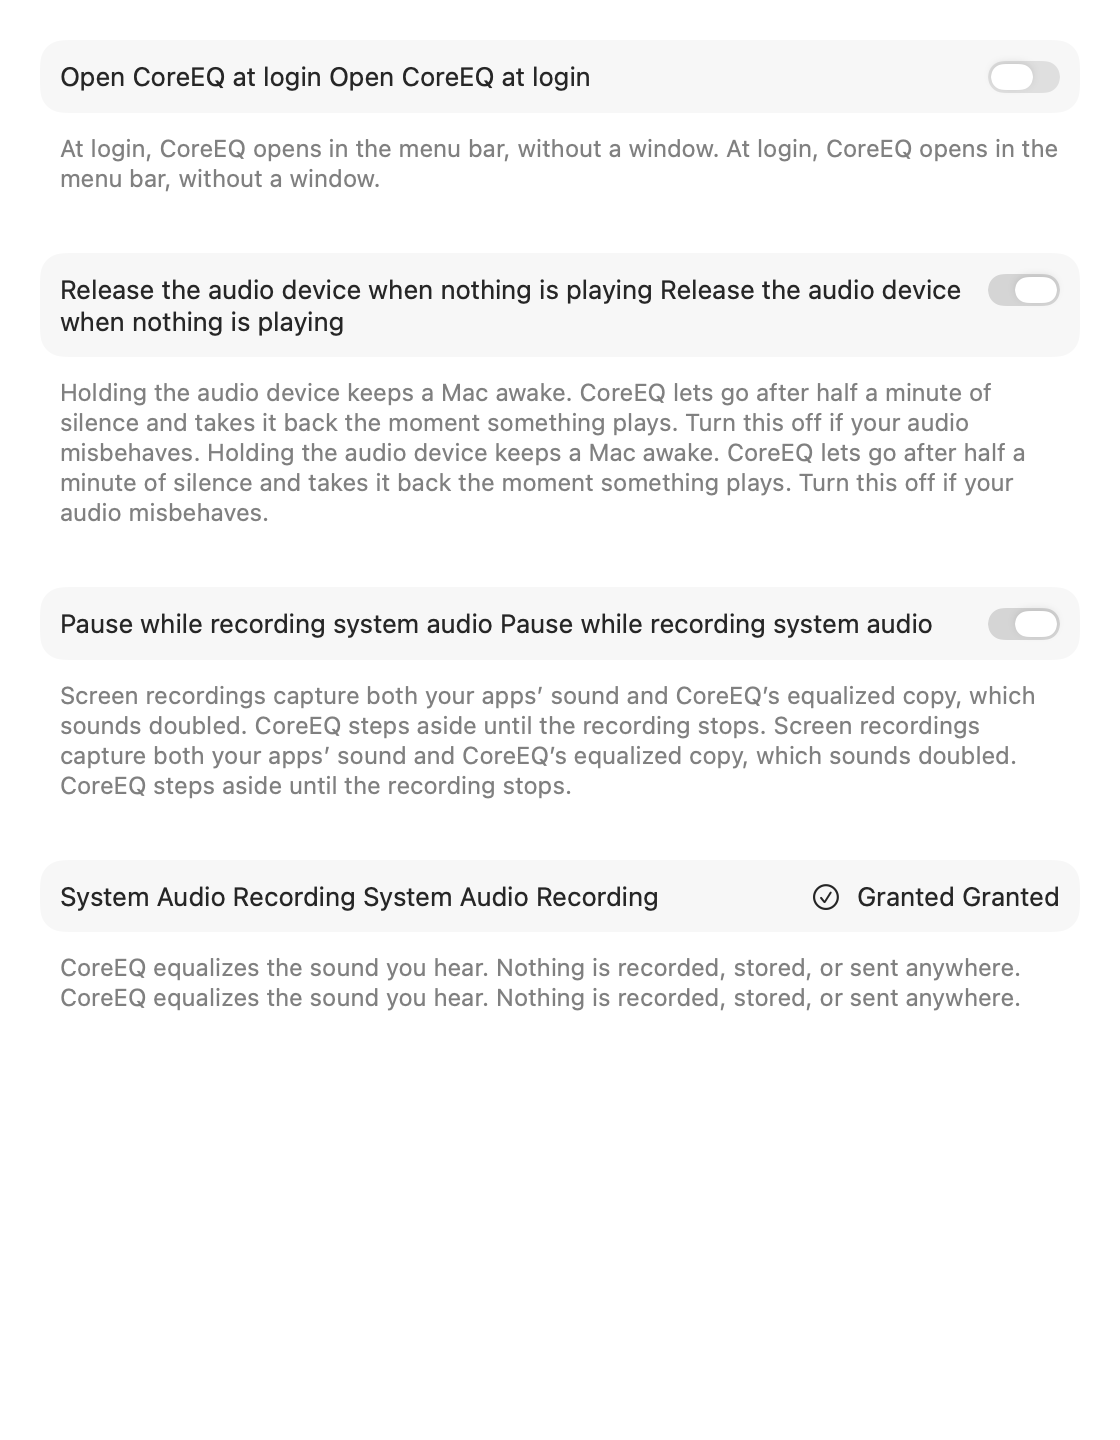 Open CoreEQ at login Open CoreEQ at login
At login, CoreEQ opens in the menu bar, without a window. At login, CoreEQ opens in the
menu bar, without a window.
Release the audio device when nothing is playing Release the audio device
when nothing is playing
Holding the audio device keeps a Mac awake. CoreEQ lets go after half a minute of
silence and takes it back the moment something plays. Turn this off if your audio
misbehaves. Holding the audio device keeps a Mac awake. CoreEQ lets go after half a
minute of silence and takes it back the moment something plays. Turn this off if your
audio misbehaves.
Pause while recording system audio Pause while recording system audio
Screen recordings capture both your apps’ sound and CoreEQ’s equalized copy, which
sounds doubled. CoreEQ steps aside until the recording stops. Screen recordings
capture both your apps’ sound and CoreEQ’s equalized copy, which sounds doubled.
CoreEQ steps aside until the recording stops.
System Audio Recording System Audio Recording Granted Granted
CoreEQ equalizes the sound you hear. Nothing is recorded, stored, or sent anywhere.
CoreEQ equalizes the sound you hear. Nothing is recorded, stored, or sent anywhere.